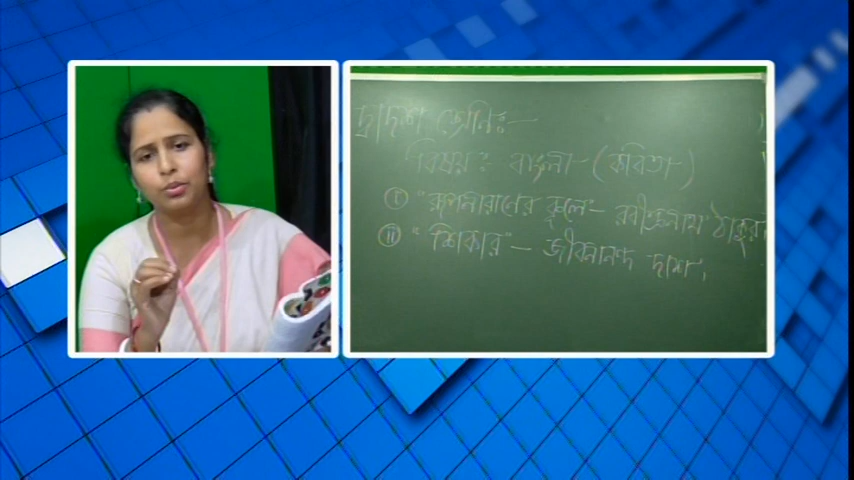 দ্বাদশ শ্রেনিঃ-
বিষয়ঃ বাংলা - (কবিতা)
i "রূপনারাণের কূলে" - রবীন্দ্রনাথ ঠাকুর।
ii "শিকার" - জীবনানন্দ দাশ।